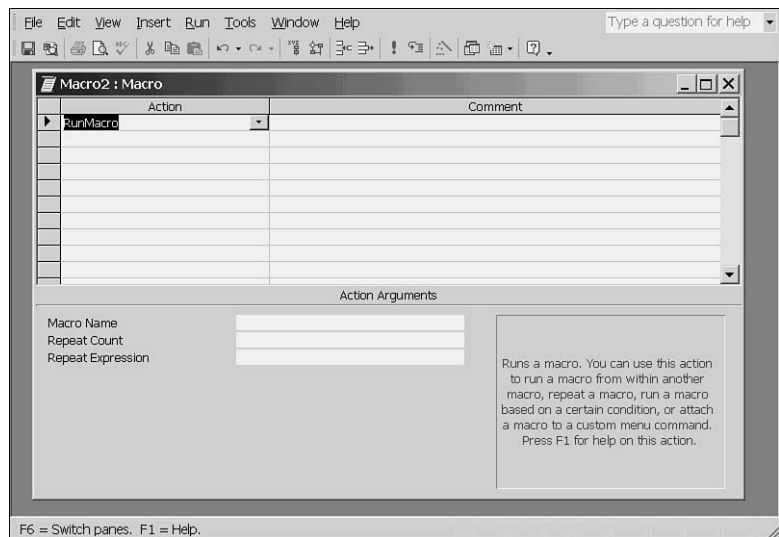 File Edit View Insert Run Tools Window Help
Type a question for help
Macro2 : Macro
Action Comment
RunMacro
Action Arguments
Macro Name
Repeat Count
Repeat Expression
Runs a macro. You can use this action
to run a macro from within another
macro, repeat a macro, run a macro
based on a certain condition, or attach
a macro to a custom menu command.
Press F1 for help on this action.
F6 = Switch panes. F1 = Help.